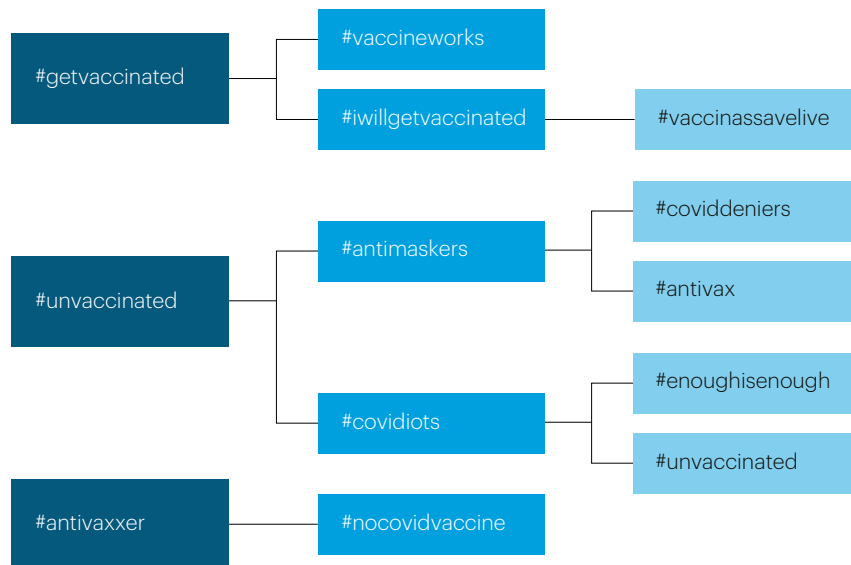 #getvaccinated
#vaccineworks
#iwillgetvaccinated
#vaccinassavelive
#unvaccinated
#antimaskers
#coviddeniers
#antivax
#covidiots
#enoughisenough
#unvaccinated
#antivaxxer
#nocovidvaccine